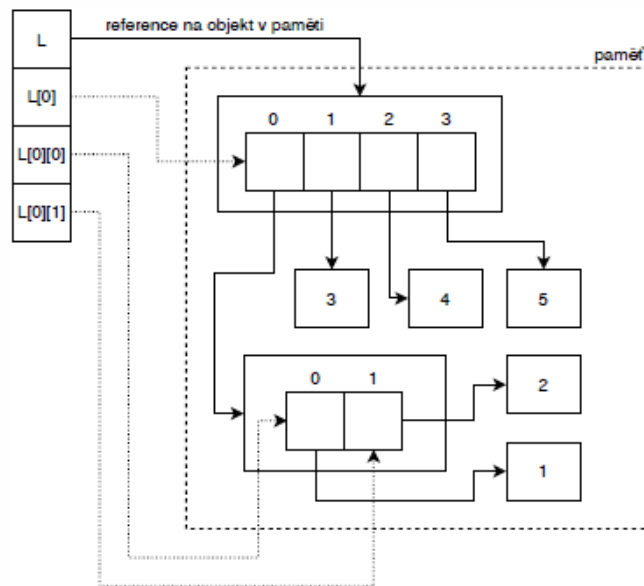 L
reference na objekt v paměti
paměť
L[0]
0 1 2 3
L[0][0]
L[0][1]
3 4 5
0 1
2
1